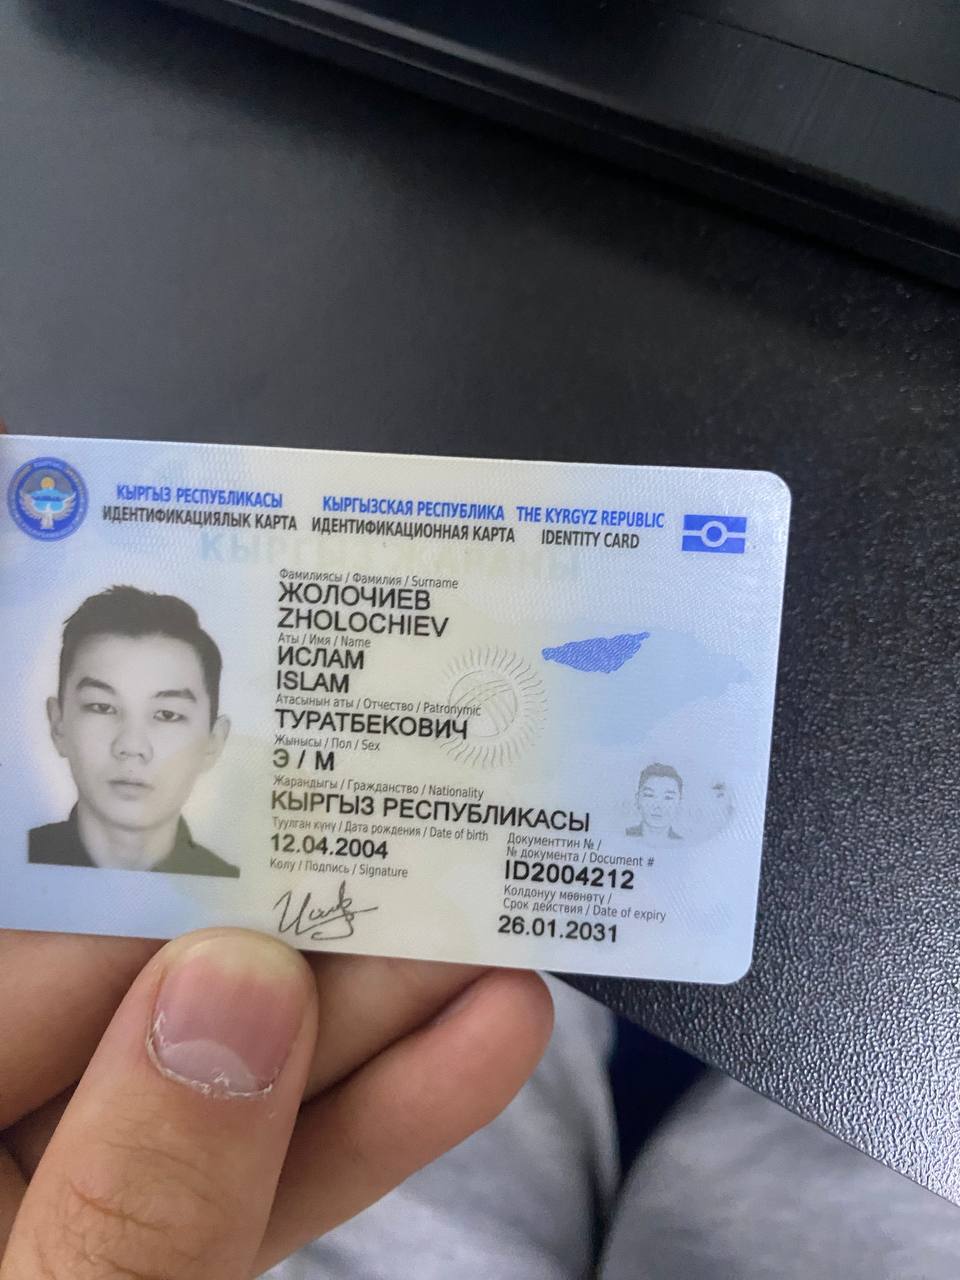 КЫРГЫЗ РЕСПУБЛИКАСЫ КЫРГЫЗСКАЯ РЕСПУБЛИКА THE KYRGYZ REPUBLIC
ИДЕНТИФИКАЦИЯЛЫК КАРТА ИДЕНТИФИКАЦИОННАЯ КАРТА IDENTITY CARD
Фамилиясы / Фамилия / Surname
ЖОЛОЧИЕВ
ZHOLOCHIEV
Аты / Имя / Name
ИСЛАМ
ISLAM
Атасынын аты / Отчество / Patronymic
ТУРАТБЕКОВИЧ
Жынысы / Пол / Sex
Э / М
Жарандыгы / Гражданство / Nationality
КЫРГЫЗ РЕСПУБЛИКАСЫ
Туулган күнү / Дата рождения / Date of birth
12.04.2004
Колу / Подпись / Signature
Документтин № /
№ документа / Document #
ID2004212
Колдонуу мөөнөтү /
Срок действия / Date of expiry
26.01.2031